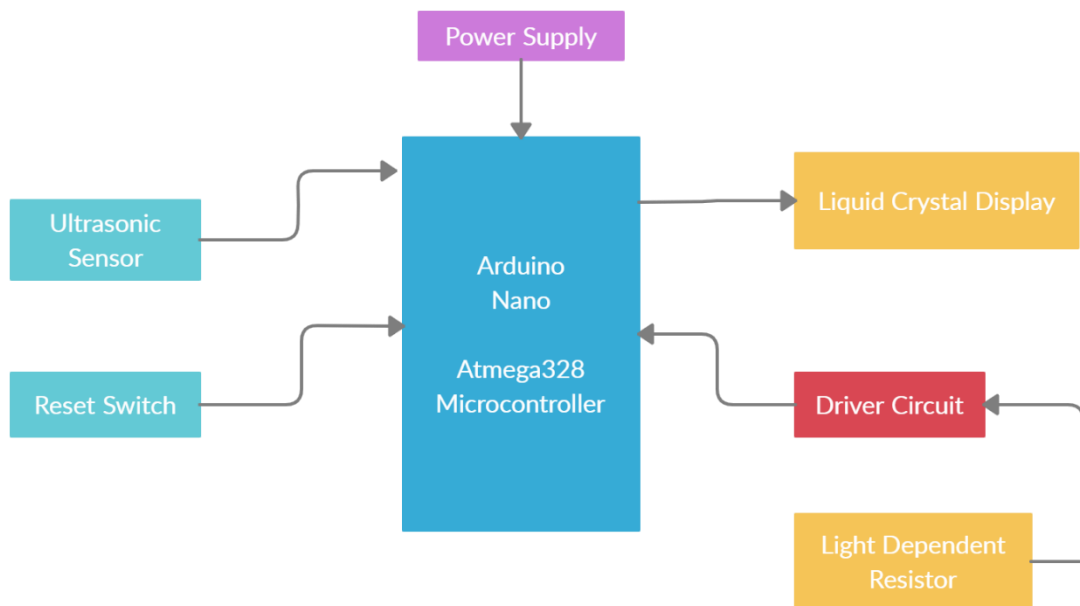 Power Supply
Ultrasonic
Sensor
Reset Switch
Arduino
Nano
Atmega328
Microcontroller
Liquid Crystal Display
Driver Circuit
Light Dependent
Resistor